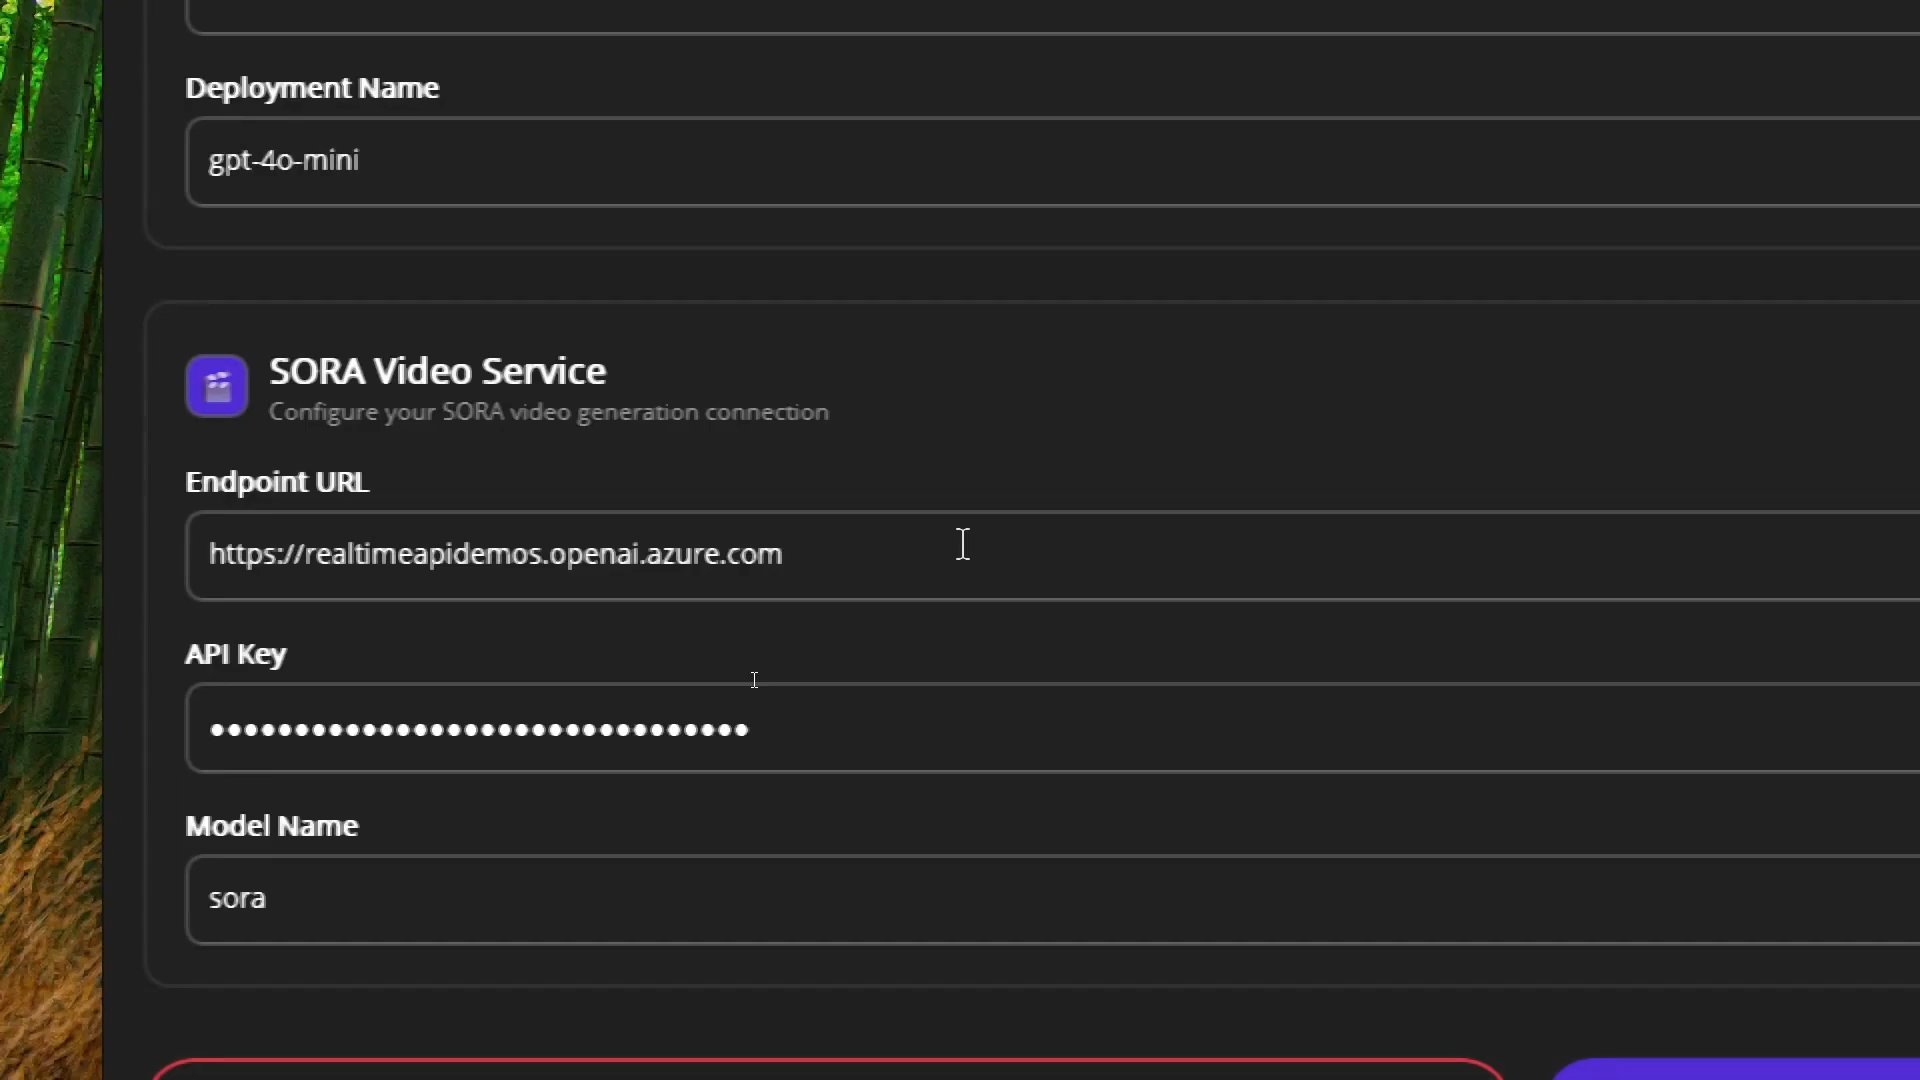 Deployment Name
gpt-4o-mini
SORA Video Service
Configure your SORA video generation connection
Endpoint URL
https://realtimeapidemos.openai.azure.com
API Key
••••••••••••••••••••••••••••••••
Model Name
sora